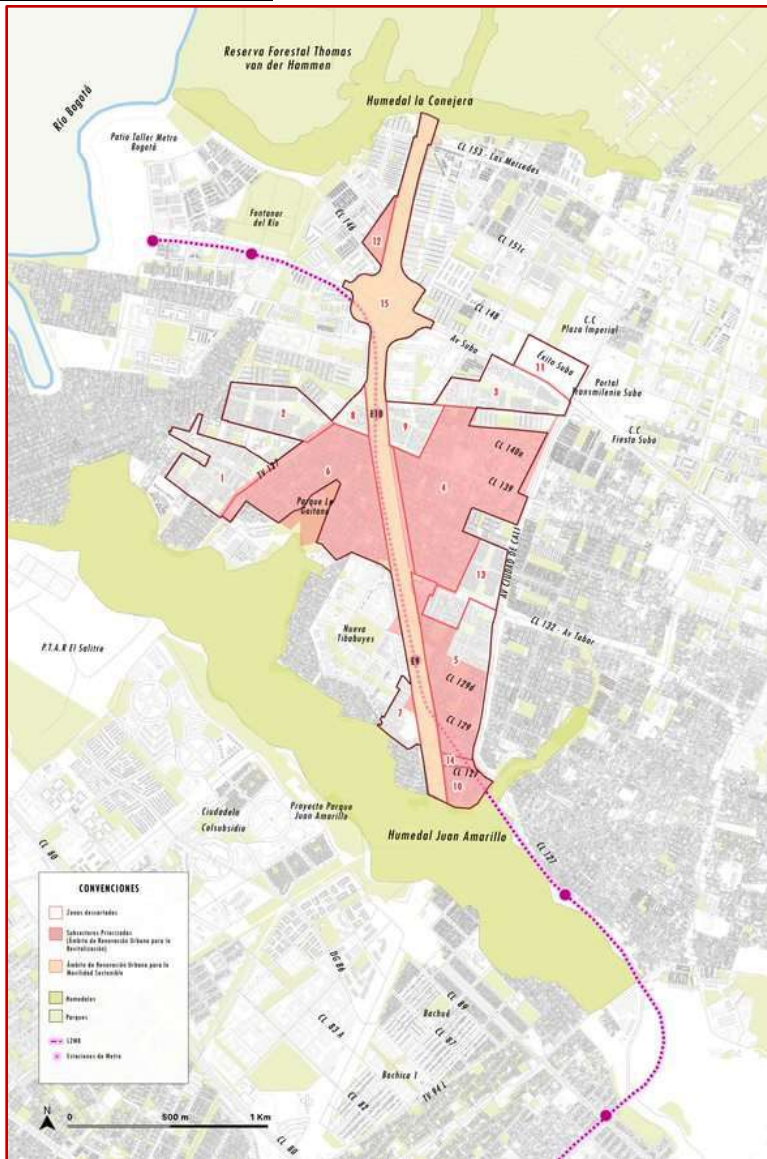 Reserva Forestal Thomas
van der Hammen
Humedal la Conejera
Río Bogotá
Patio Taller Metro
Bogotá
CL 153 - Las Mercedes
Fontanar
del Río
CL 146
CL 151c
12
15
CL 148
C.C
Plaza Imperial
Av Suba
Exito Suba
11
Portal
Transmilenio Suba
3
2
8
E10
9
C.C
Fiesta Suba
CL 140a
TV 127
1
6
4
CL 139
Parque La
Gaitana
AV CIUDAD DE CALI
13
Nueva
Tibabuyes
CL 132 - Av Tabor
P.T.A.R El Salitre
E9
5
CL 129d
7
CL 129
14
CL 127
10
Ciudadela
Colsubsidio
Proyecto Parque
Juan Amarillo
Humedal Juan Amarillo
CL 80
CL 127
CONVENCIONES
Zonas descartadas
Subsectores Priorizados
(Ámbito de Renovación Urbana para la
Revitalización)
Ámbito de Renovación Urbana para la
Movilidad Sostenible
Humedales
Parques
L2MB
Estaciones de Metro
DG 86
CL 89
Bachué
CL 87
CL 83 A
Bochica I
TV 94 L
CL 82
CL 80
N
0 500 m 1 Km